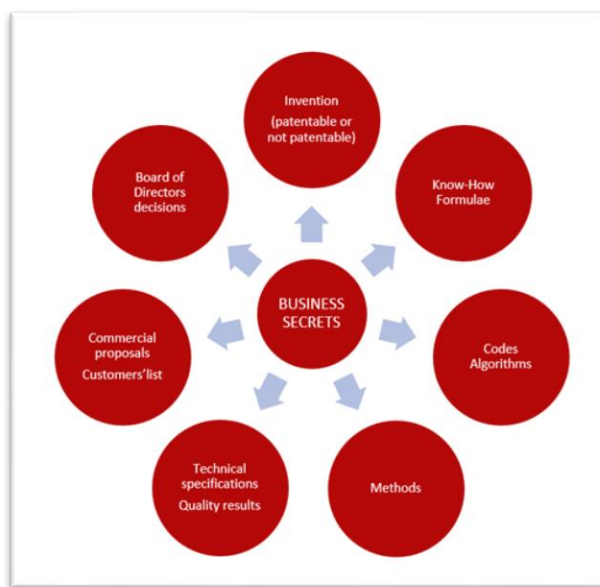 Invention
(patentable or
not patentable)
Know-How
Formulae
Codes
Algorithms
Methods
Technical
specifications
Quality results
Commercial
proposals
Customers'list
Board of
Directors
decisions
BUSINESS
SECRETS